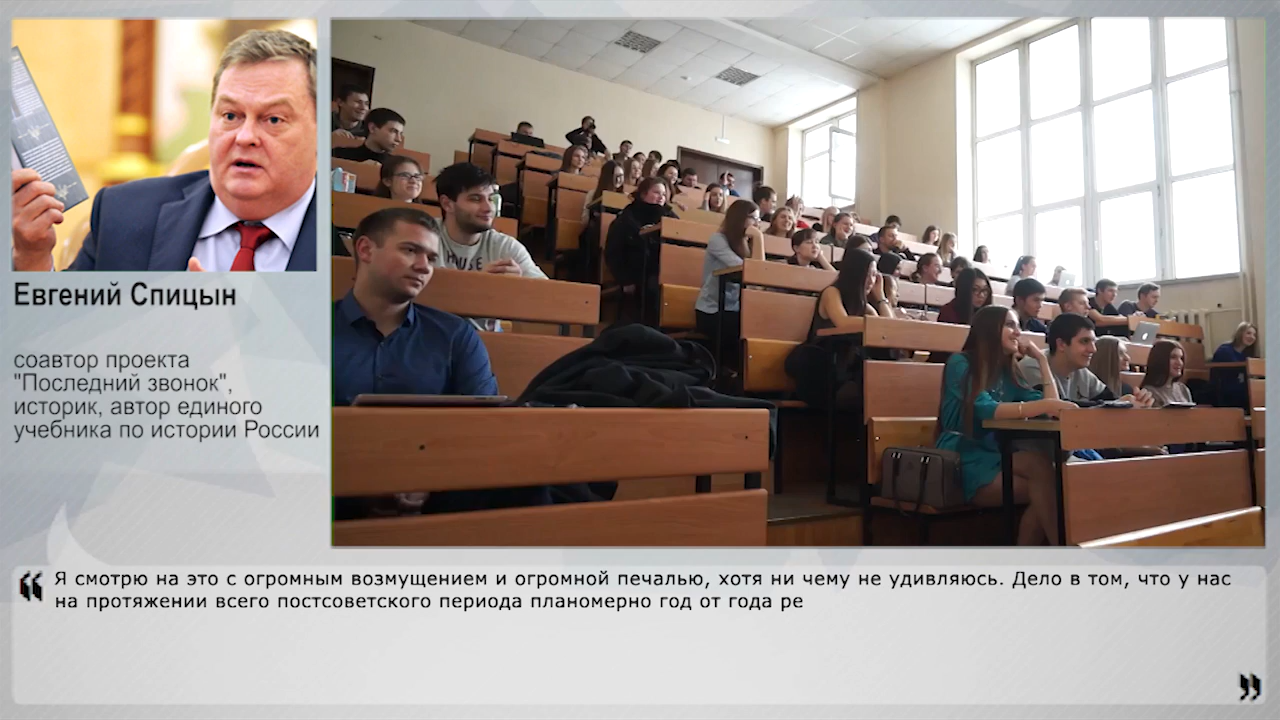 Евгений Спицын
соавтор проекта
"Последний звонок",
историк, автор единого
учебника по истории России
HOUSE
“ Я смотрю на это с огромным возмущением и огромной печалью, хотя ни чему не удивляюсь. Дело в том, что у нас
на протяжении всего постсоветского периода планомерно год от года ре
”